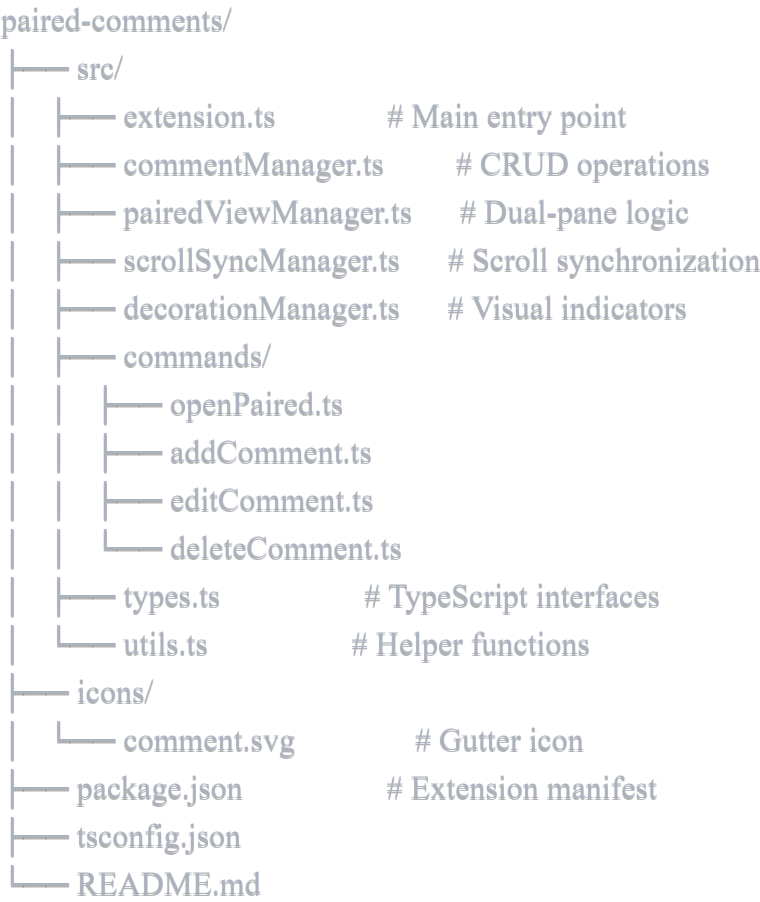 paired-comments/
├── src/
│   ├── extension.ts              # Main entry point
│   ├── commentManager.ts         # CRUD operations
│   ├── pairedViewManager.ts      # Dual-pane logic
│   ├── scrollSyncManager.ts      # Scroll synchronization
│   ├── decorationManager.ts      # Visual indicators
│   ├── commands/
│   │   ├── openPaired.ts
│   │   ├── addComment.ts
│   │   ├── editComment.ts
│   │   └── deleteComment.ts
│   ├── types.ts                  # TypeScript interfaces
│   └── utils.ts                  # Helper functions
├── icons/
│   └── comment.svg               # Gutter icon
├── package.json                  # Extension manifest
├── tsconfig.json
└── README.md